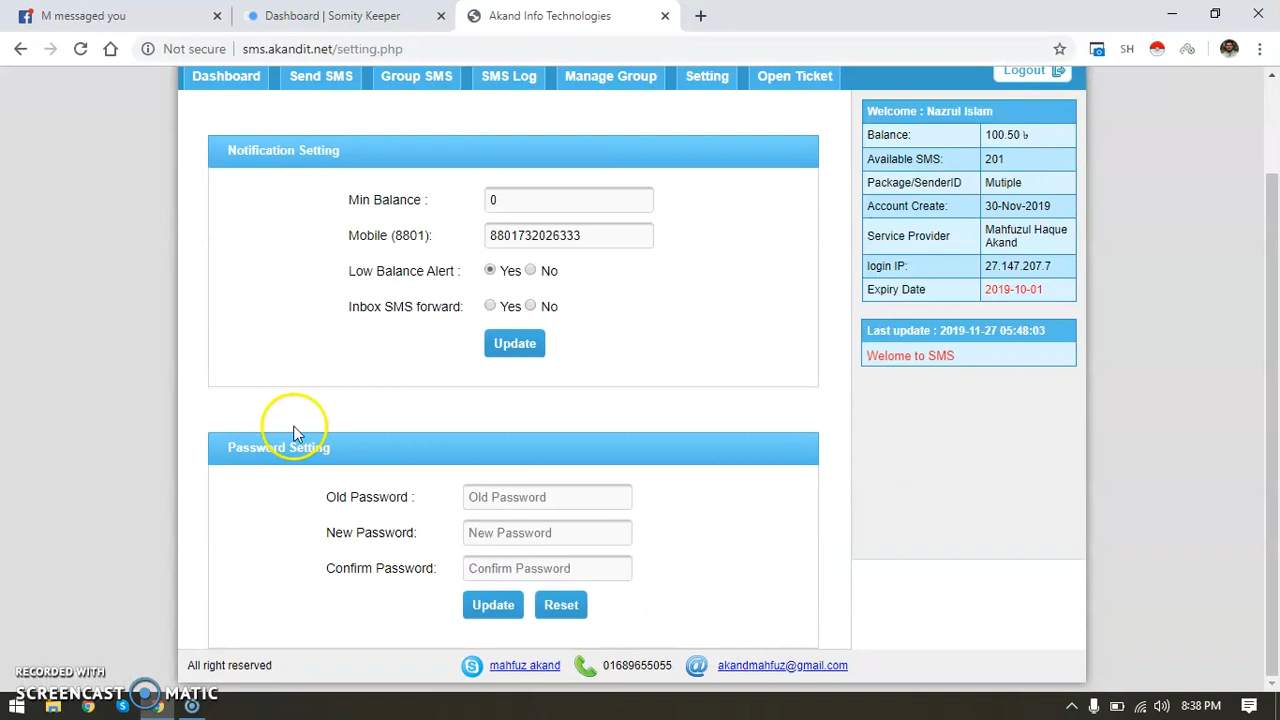 M messaged you
Dashboard | Somity Keeper
Akand Info Technologies
Not secure
sms.akandit.net/setting.php
SH
Dashboard
Send SMS
Group SMS
SMS Log
Manage Group
Setting
Open Ticket
Logout
Notification Setting
Min Balance :
0
Mobile (8801):
8801732026333
Low Balance Alert :
Yes
No
Inbox SMS forward:
Yes
No
Update
Password Setting
Old Password :
Old Password
New Password:
New Password
Confirm Password:
Confirm Password
Update
Reset
Welcome : Nazrul Islam
Balance:
100.50 ৳
Available SMS:
201
Package/SenderID
Mutiple
Account Create:
30-Nov-2019
Service Provider
Mahfuzul Haque
Akand
login IP:
27.147.207.7
Expiry Date
2019-10-01
Last update : 2019-11-27 05:48:03
Welome to SMS
All right reserved
mahfuz akand
01689655055
akandmahfuz@gmail.com
RECORDED WITH
SCREENCAST MATIC
8:38 PM